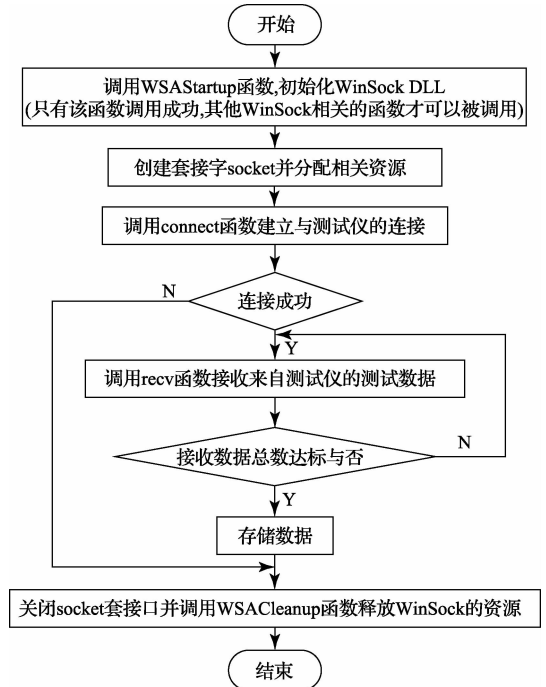 开始
调用WSAStartup函数,初始化WinSock DLL
(只有该函数调用成功,其他WinSock相关的函数才可以被调用)
创建套接字socket并分配相关资源
调用connect函数建立与测试仪的连接
N
连接成功
Y
调用recv函数接收来自测试仪的测试数据
N
接收数据总数达标与否
Y
存储数据
关闭socket套接口并调用WSACleanup函数释放WinSock的资源
结束